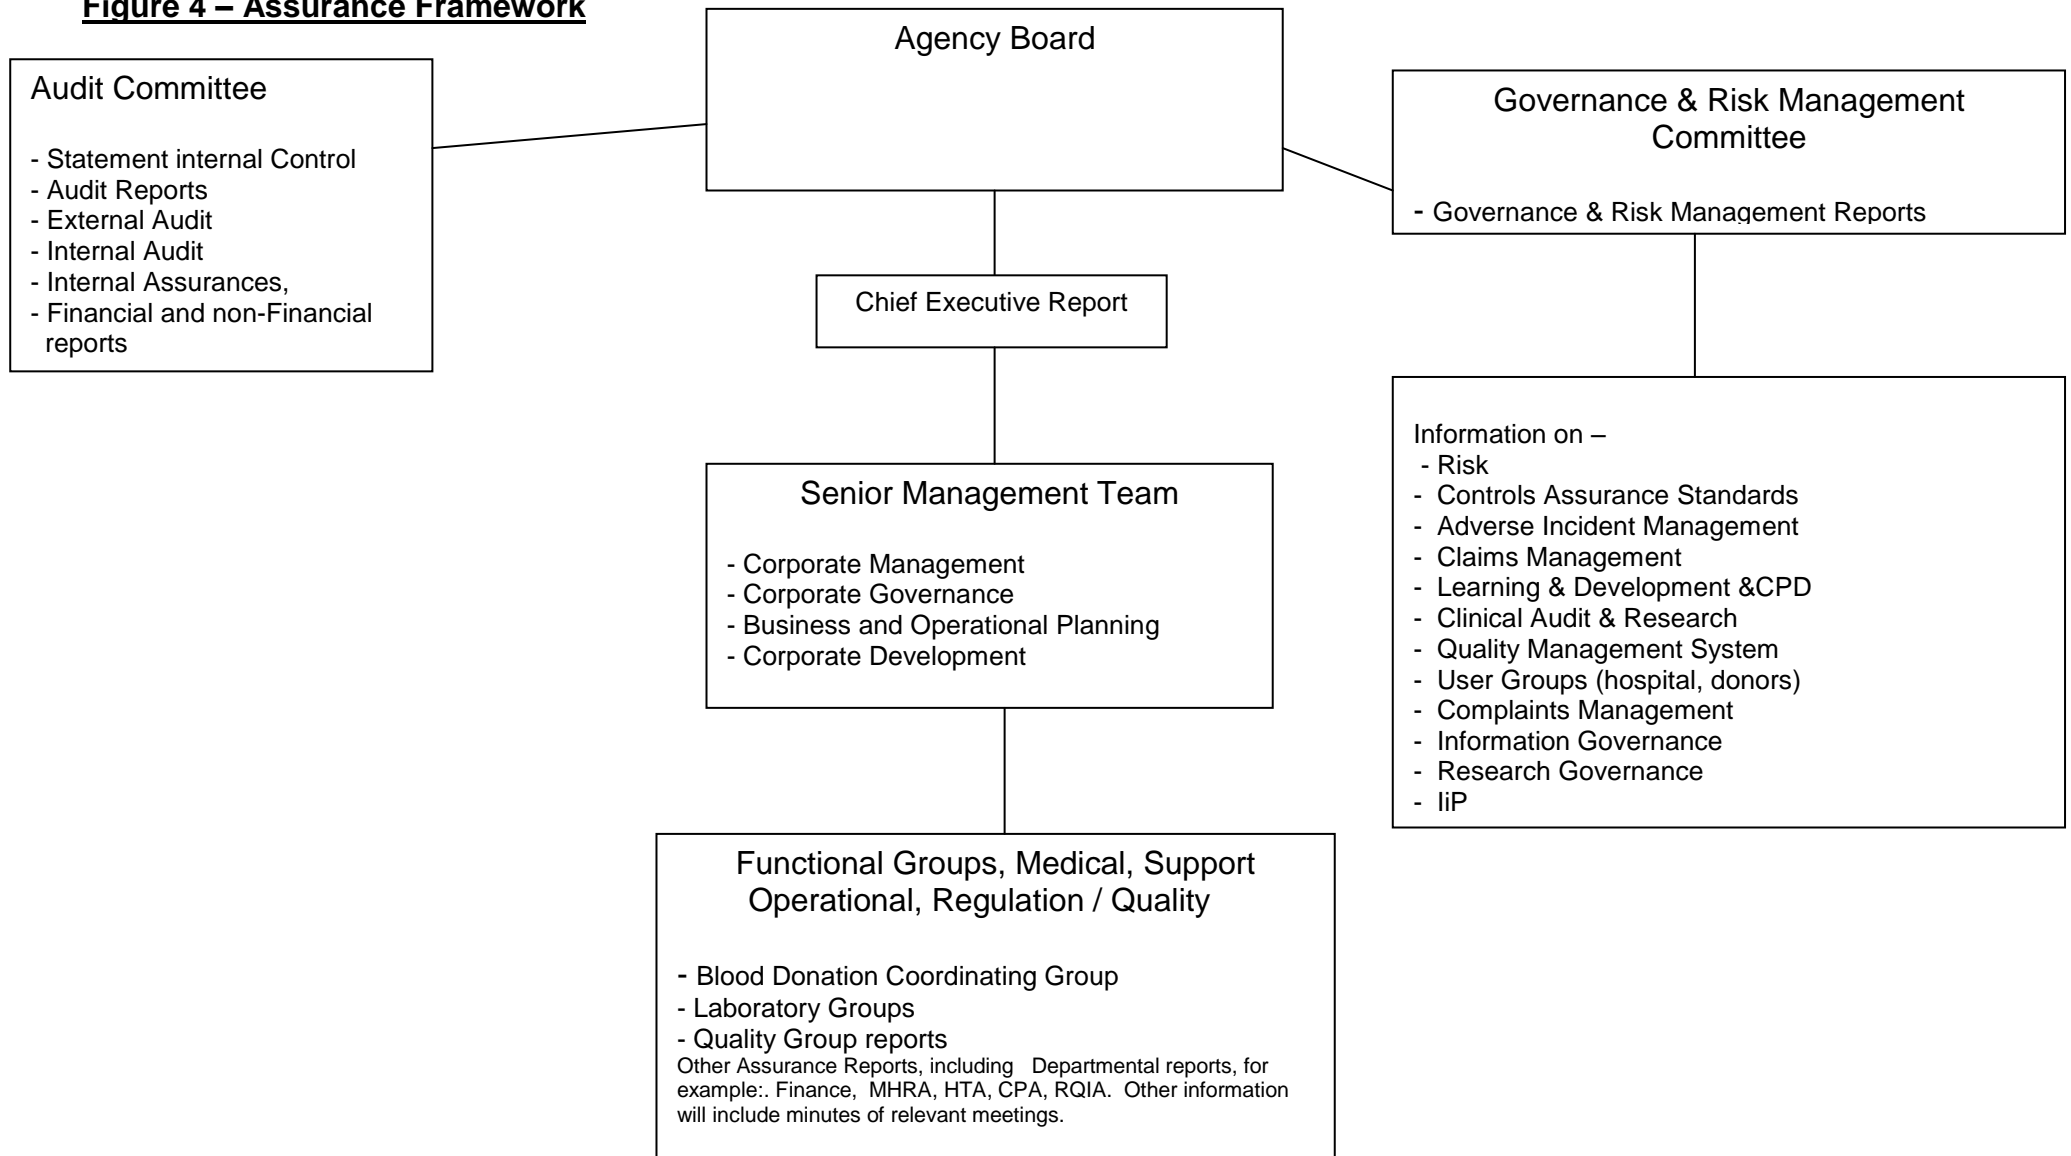 Figure 4 – Assurance Framework
Agency Board
Audit Committee
- Statement internal Control
- Audit Reports
- External Audit
- Internal Audit
- Internal Assurances,
- Financial and non-Financial
reports
Governance & Risk Management
Committee
- Governance & Risk Management Reports
Chief Executive Report
Senior Management Team
- Corporate Management
- Corporate Governance
- Business and Operational Planning
- Corporate Development
Information on –
- Risk
- Controls Assurance Standards
- Adverse Incident Management
- Claims Management
- Learning & Development &CPD
- Clinical Audit & Research
- Quality Management System
- User Groups (hospital, donors)
- Complaints Management
- Information Governance
- Research Governance
- IiP
Functional Groups, Medical, Support
Operational, Regulation / Quality
- Blood Donation Coordinating Group
- Laboratory Groups
- Quality Group reports
Other Assurance Reports, including Departmental reports, for
example:. Finance, MHRA, HTA, CPA, RQIA. Other information
will include minutes of relevant meetings.